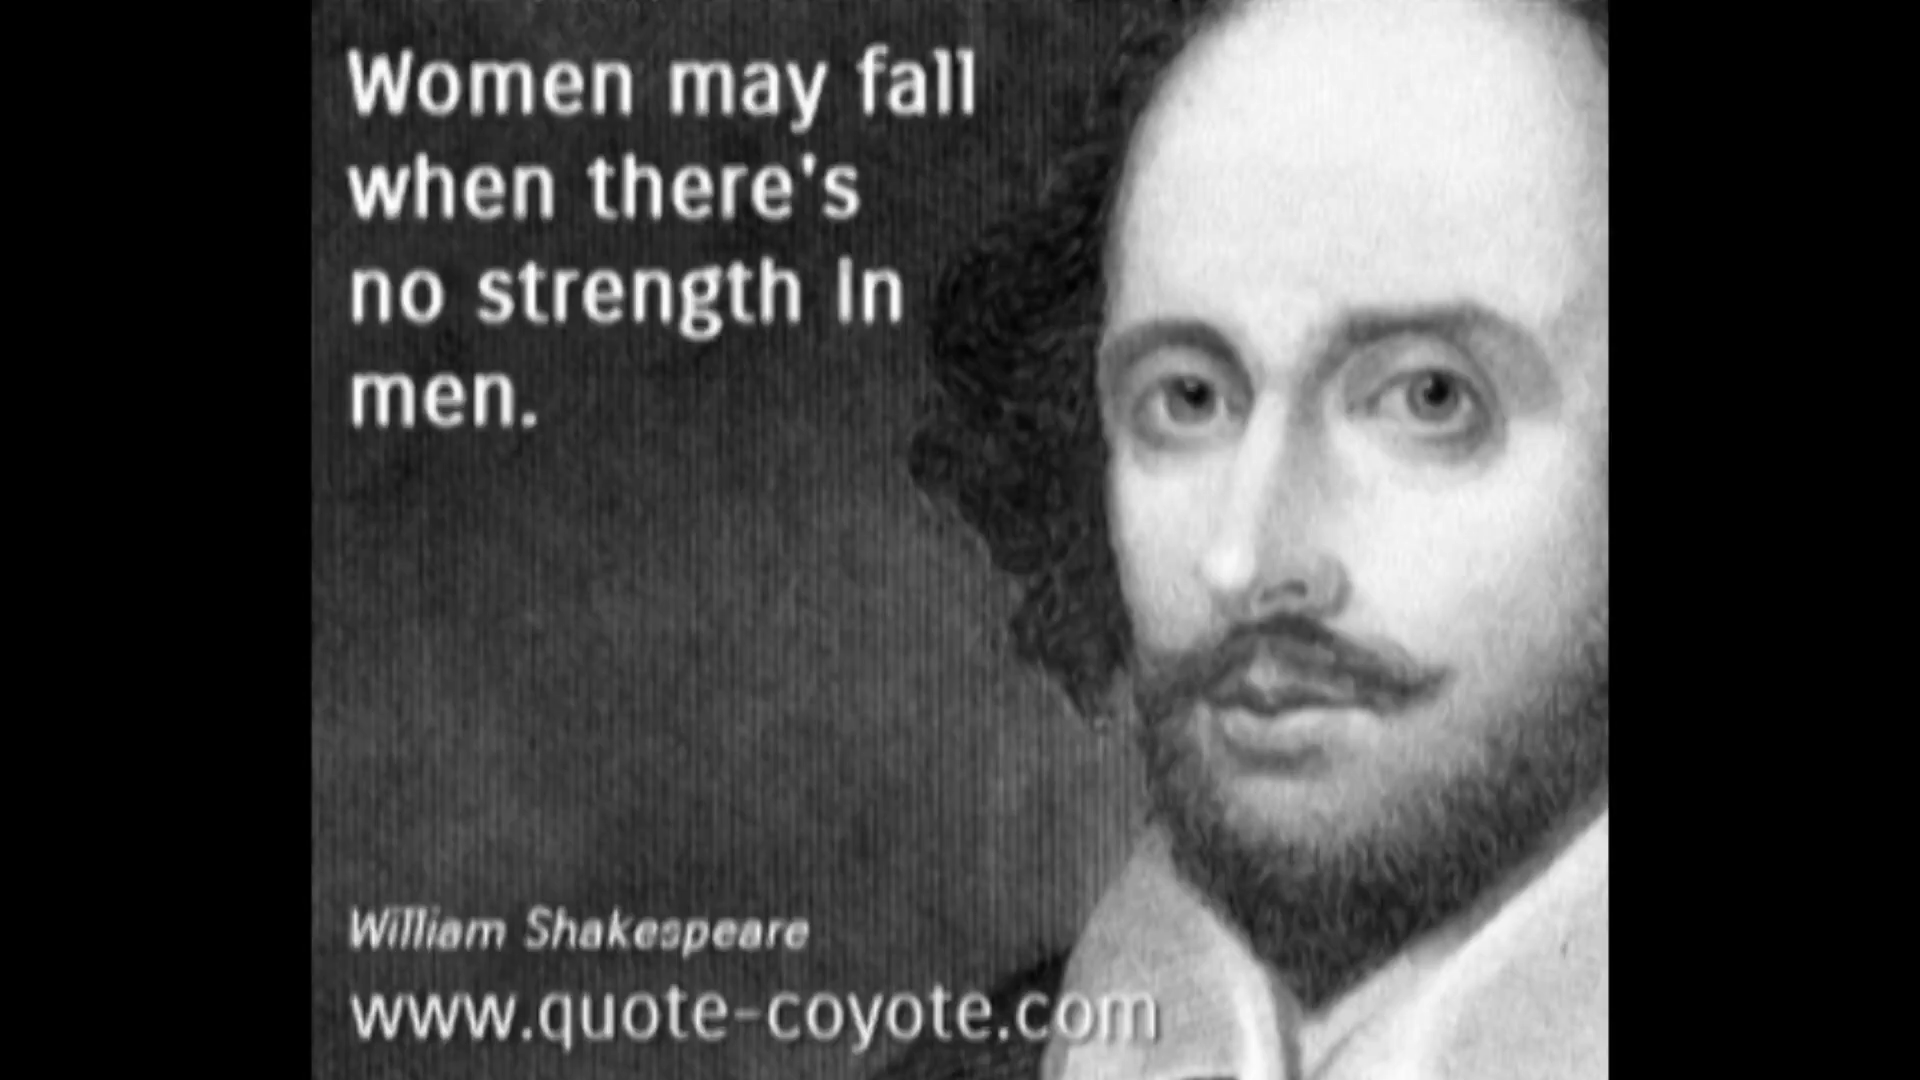 Women may fall
when there's
no strength in
men.
William Shakespeare
www.quote-coyote.com